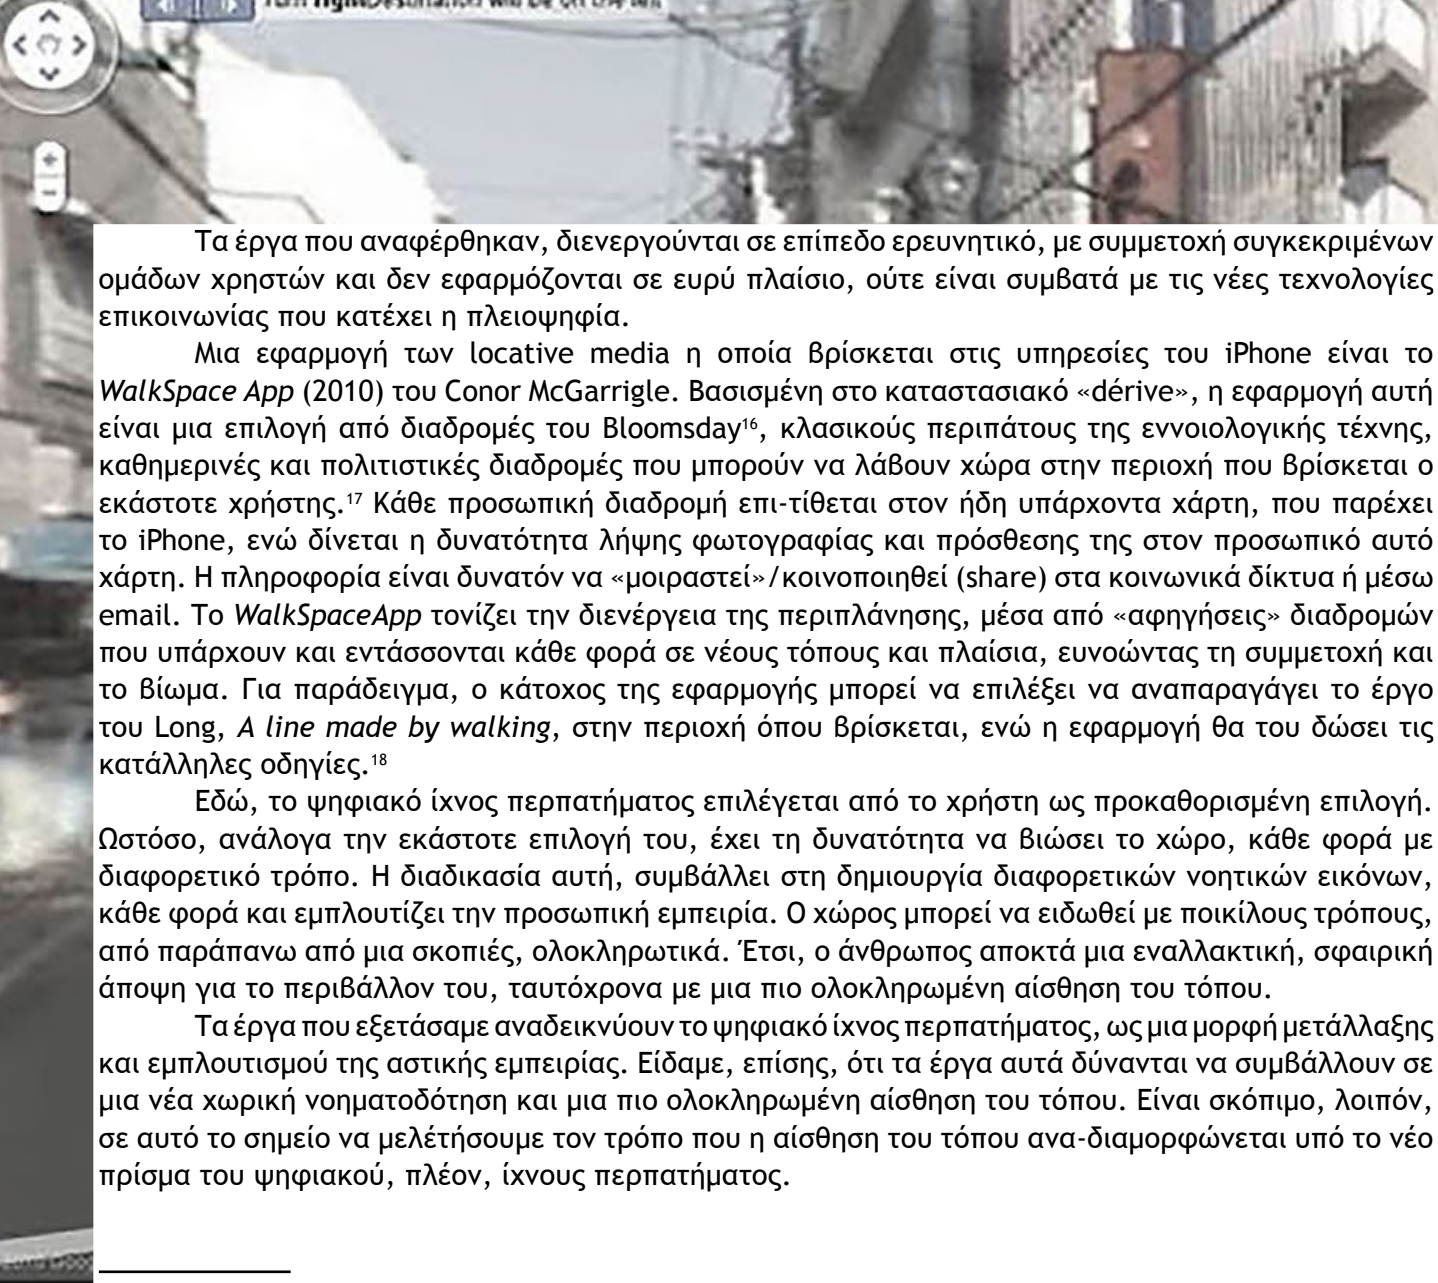 Turn rightDestination will be on the left
Τα έργα που αναφέρθηκαν, διενεργούνται σε επίπεδο ερευνητικό, με συμμετοχή συγκεκριμένων
ομάδων χρηστών και δεν εφαρμόζονται σε ευρύ πλαίσιο, ούτε είναι συμβατά με τις νέες τεχνολογίες
επικοινωνίας που κατέχει η πλειοψηφία.
Μια εφαρμογή των locative media η οποία βρίσκεται στις υπηρεσίες του iPhone είναι το
WalkSpace App (2010) του Conor McGarrigle. Βασισμένη στο καταστασιακό «dérive», η εφαρμογή αυτή
είναι μια επιλογή από διαδρομές του Bloomsday¹⁶, κλασικούς περιπάτους της εννοιολογικής τέχνης,
καθημερινές και πολιτιστικές διαδρομές που μπορούν να λάβουν χώρα στην περιοχή που βρίσκεται ο
εκάστοτε χρήστης.¹⁷ Κάθε προσωπική διαδρομή επι-τίθεται στον ήδη υπάρχοντα χάρτη, που παρέχει
το iPhone, ενώ δίνεται η δυνατότητα λήψης φωτογραφίας και πρόσθεσης της στον προσωπικό αυτό
χάρτη. Η πληροφορία είναι δυνατόν να «μοιραστεί»/κοινοποιηθεί (share) στα κοινωνικά δίκτυα ή μέσω
email. Το WalkSpaceApp τονίζει την διενέργεια της περιπλάνησης, μέσα από «αφηγήσεις» διαδρομών
που υπάρχουν και εντάσσονται κάθε φορά σε νέους τόπους και πλαίσια, ευνοώντας τη συμμετοχή και
το βίωμα. Για παράδειγμα, ο κάτοχος της εφαρμογής μπορεί να επιλέξει να αναπαραγάγει το έργο
του Long, A line made by walking, στην περιοχή όπου βρίσκεται, ενώ η εφαρμογή θα του δώσει τις
κατάλληλες οδηγίες.¹⁸
Εδώ, το ψηφιακό ίχνος περπατήματος επιλέγεται από το χρήστη ως προκαθορισμένη επιλογή.
Ωστόσο, ανάλογα την εκάστοτε επιλογή του, έχει τη δυνατότητα να βιώσει το χώρο, κάθε φορά με
διαφορετικό τρόπο. Η διαδικασία αυτή, συμβάλλει στη δημιουργία διαφορετικών νοητικών εικόνων,
κάθε φορά και εμπλουτίζει την προσωπική εμπειρία. Ο χώρος μπορεί να ειδωθεί με ποικίλους τρόπους,
από παράπανω από μια σκοπιές, ολοκληρωτικά. Έτσι, ο άνθρωπος αποκτά μια εναλλακτική, σφαιρική
άποψη για το περιβάλλον του, ταυτόχρονα με μια πιο ολοκληρωμένη αίσθηση του τόπου.
Τα έργα που εξετάσαμε αναδεικνύουν το ψηφιακό ίχνος περπατήματος, ως μια μορφή μετάλλαξης
και εμπλουτισμού της αστικής εμπειρίας. Είδαμε, επίσης, ότι τα έργα αυτά δύνανται να συμβάλλουν σε
μια νέα χωρική νοηματοδότηση και μια πιο ολοκληρωμένη αίσθηση του τόπου. Είναι σκόπιμο, λοιπόν,
σε αυτό το σημείο να μελέτήσουμε τον τρόπο που η αίσθηση του τόπου ανα-διαμορφώνεται υπό το νέο
πρίσμα του ψηφιακού, πλέον, ίχνους περπατήματος.